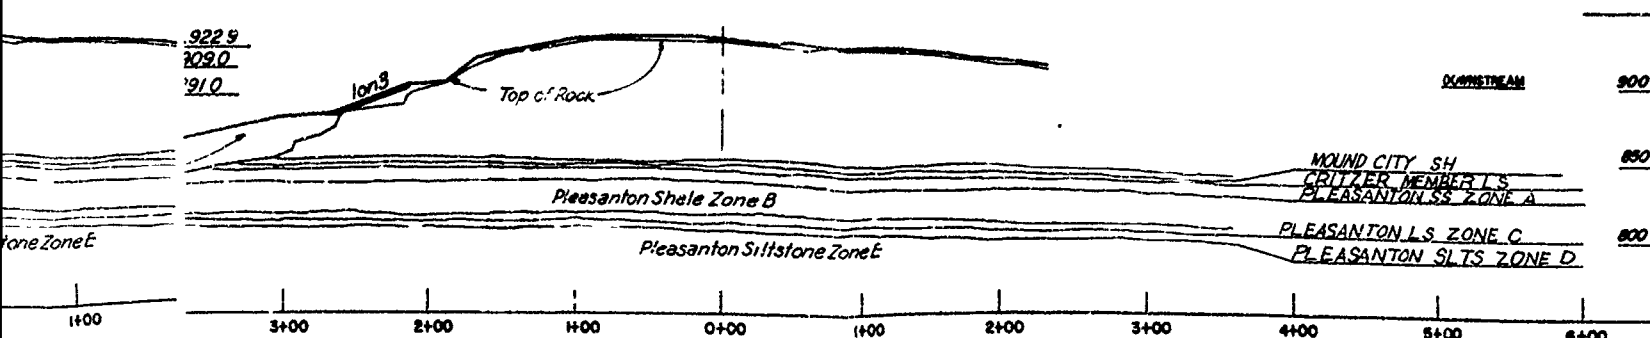 .922.9
909.0
910
long
Top of Rock
DOWNSTREAM
900
850
MOUND CITY SH
CRITZER MEMBER LS
PLEASANTON SS ZONE A
Pleasanton Shale Zone B
tone Zone E
Pleasanton Siltstone Zone E
PLEASANTON LS ZONE C
800
PLEASANTON SLTS ZONE D
1+00
3+00
2+00
1+00
0+00
1+00
2+00
3+00
4+00
5+00
6+00